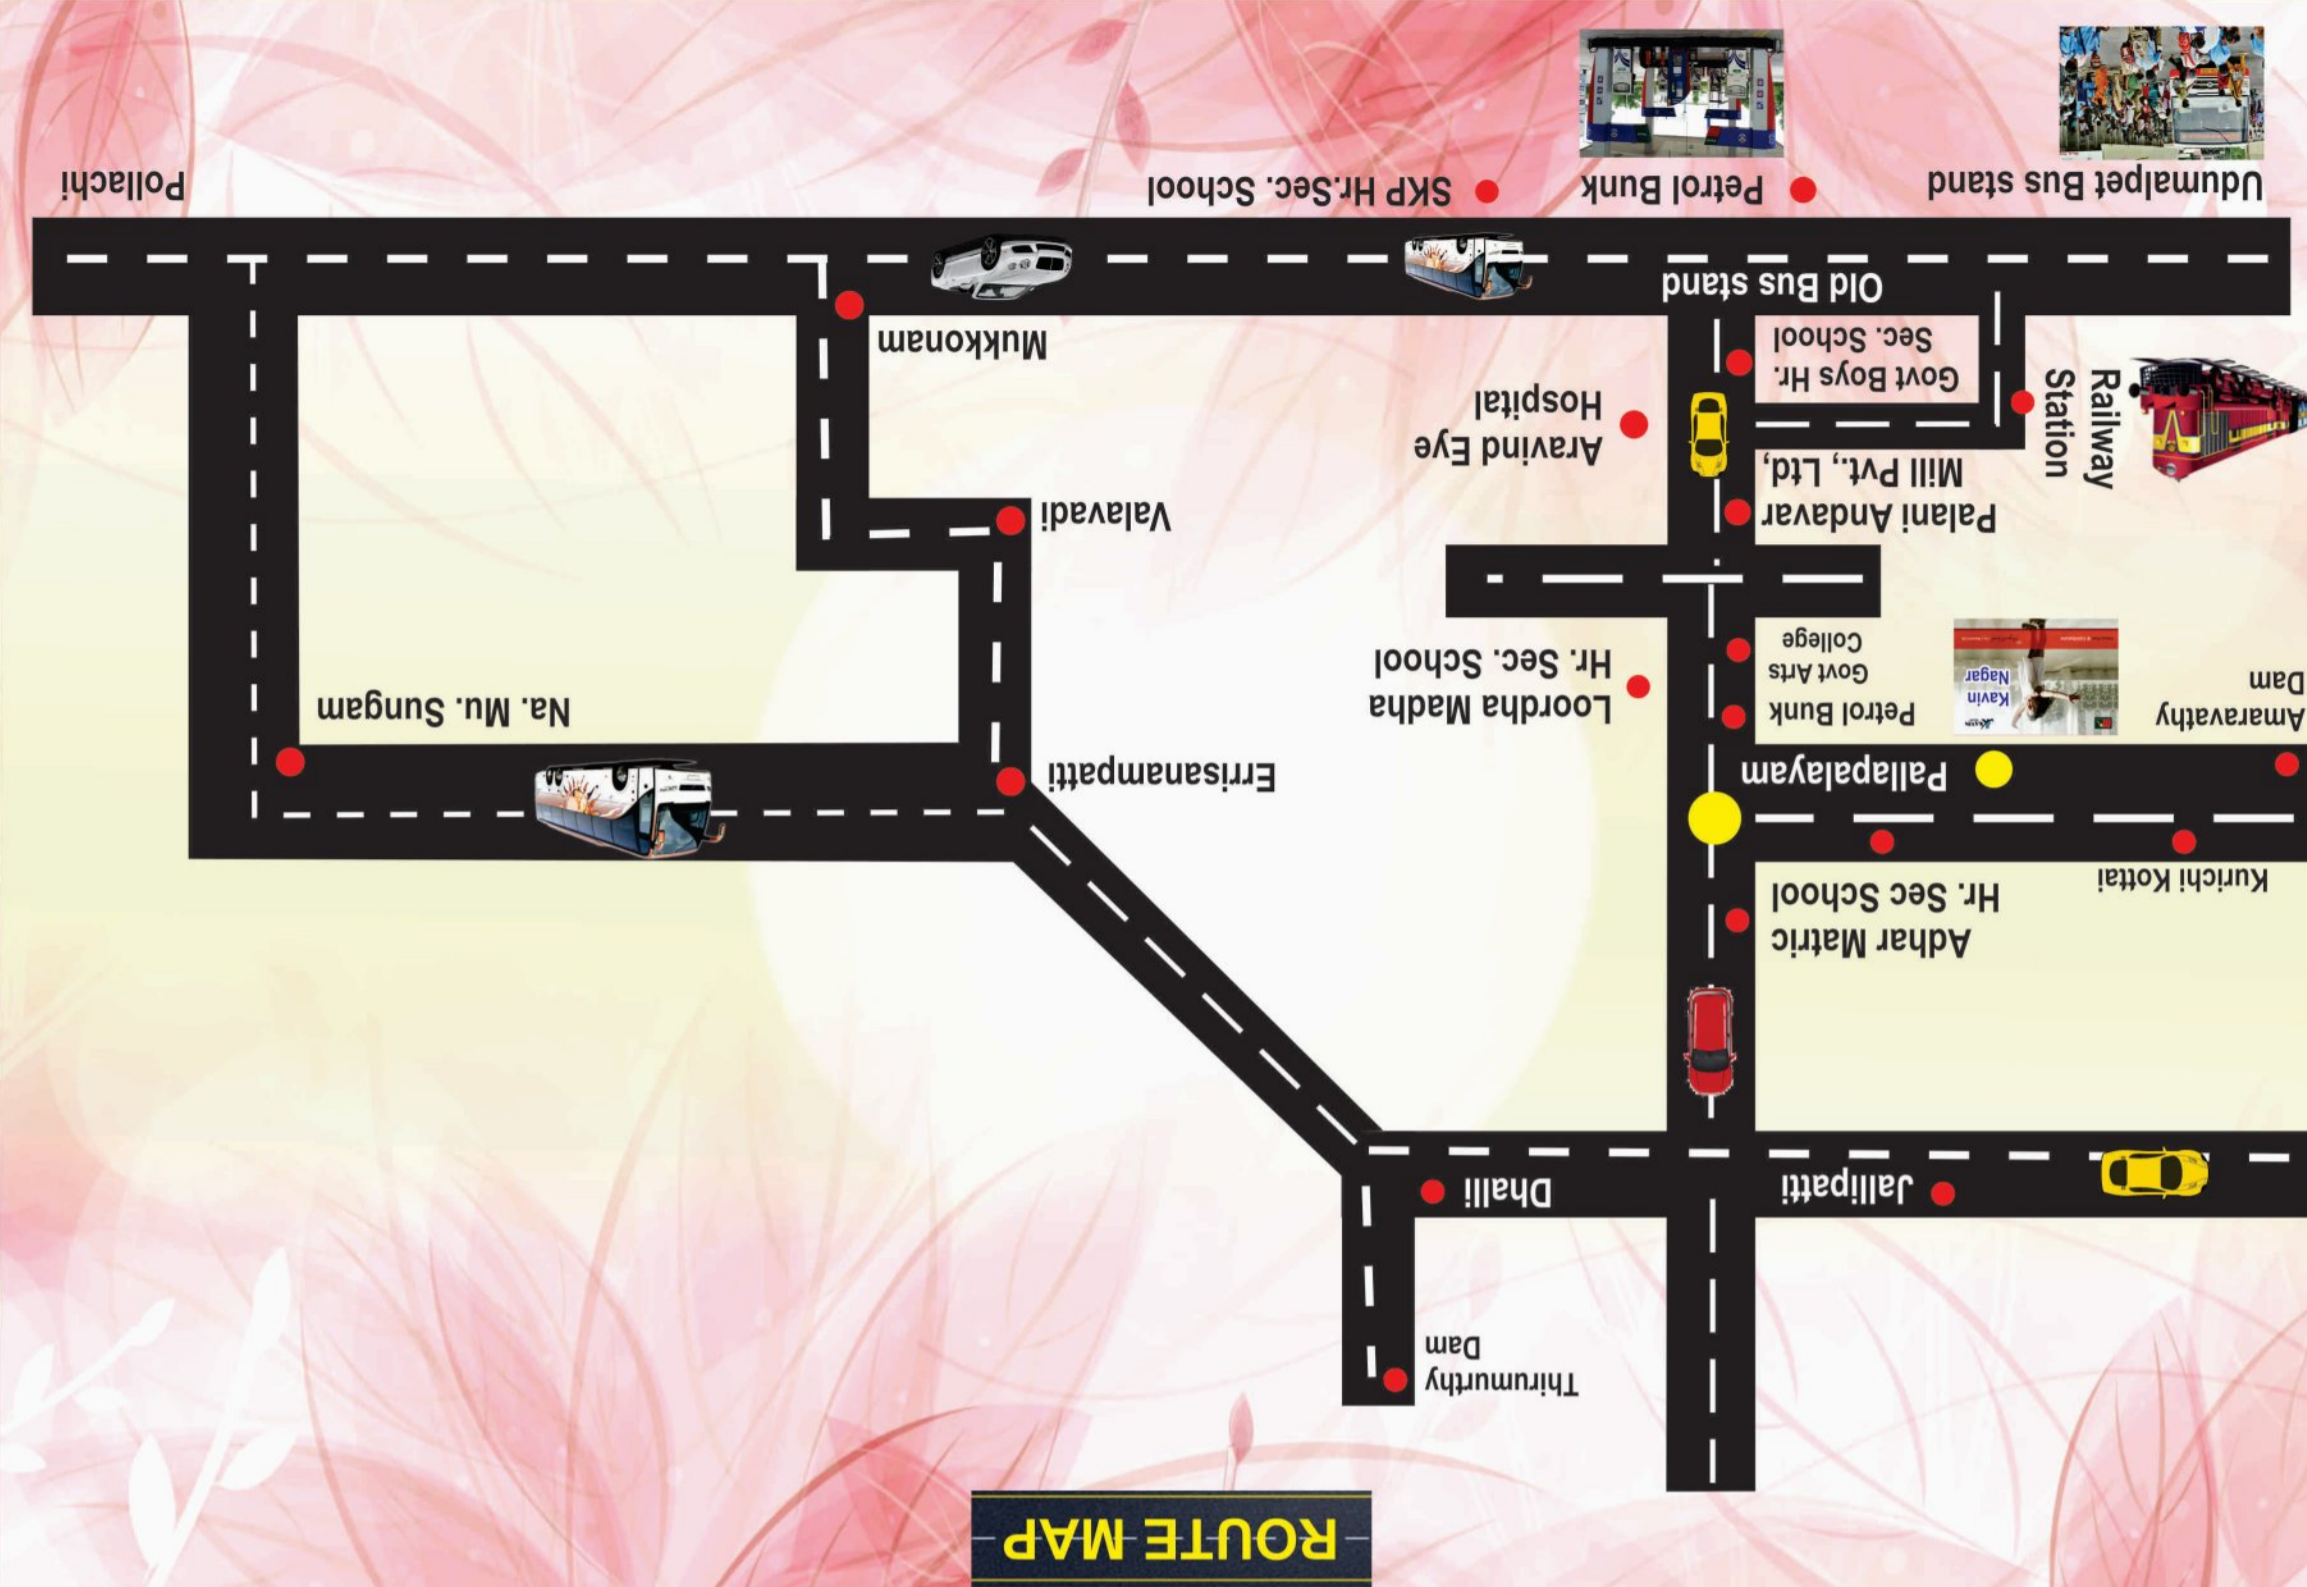 ROUTE MAP
Thirumurthy
Dam
Jallipatti
Dhalli
Adhar Matric
Hr. Sec School
Kurichi Kottai
Pallapalayam
Errisanampatti
Amaravathy
Dam
Kavin
Nagar
Petrol Bunk
Govt Arts
College
Loordha Madha
Hr. Sec. School
Na. Mu. Sungam
Palani Andavar
Mill Pvt., Ltd,
Valavadi
Railway
Station
Aravind Eye
Hospital
Govt Boys Hr.
Sec. School
Mukkonam
Old Bus stand
Udumalpet Bus stand
Petrol Bunk
SKP Hr.Sec. School
Pollachi